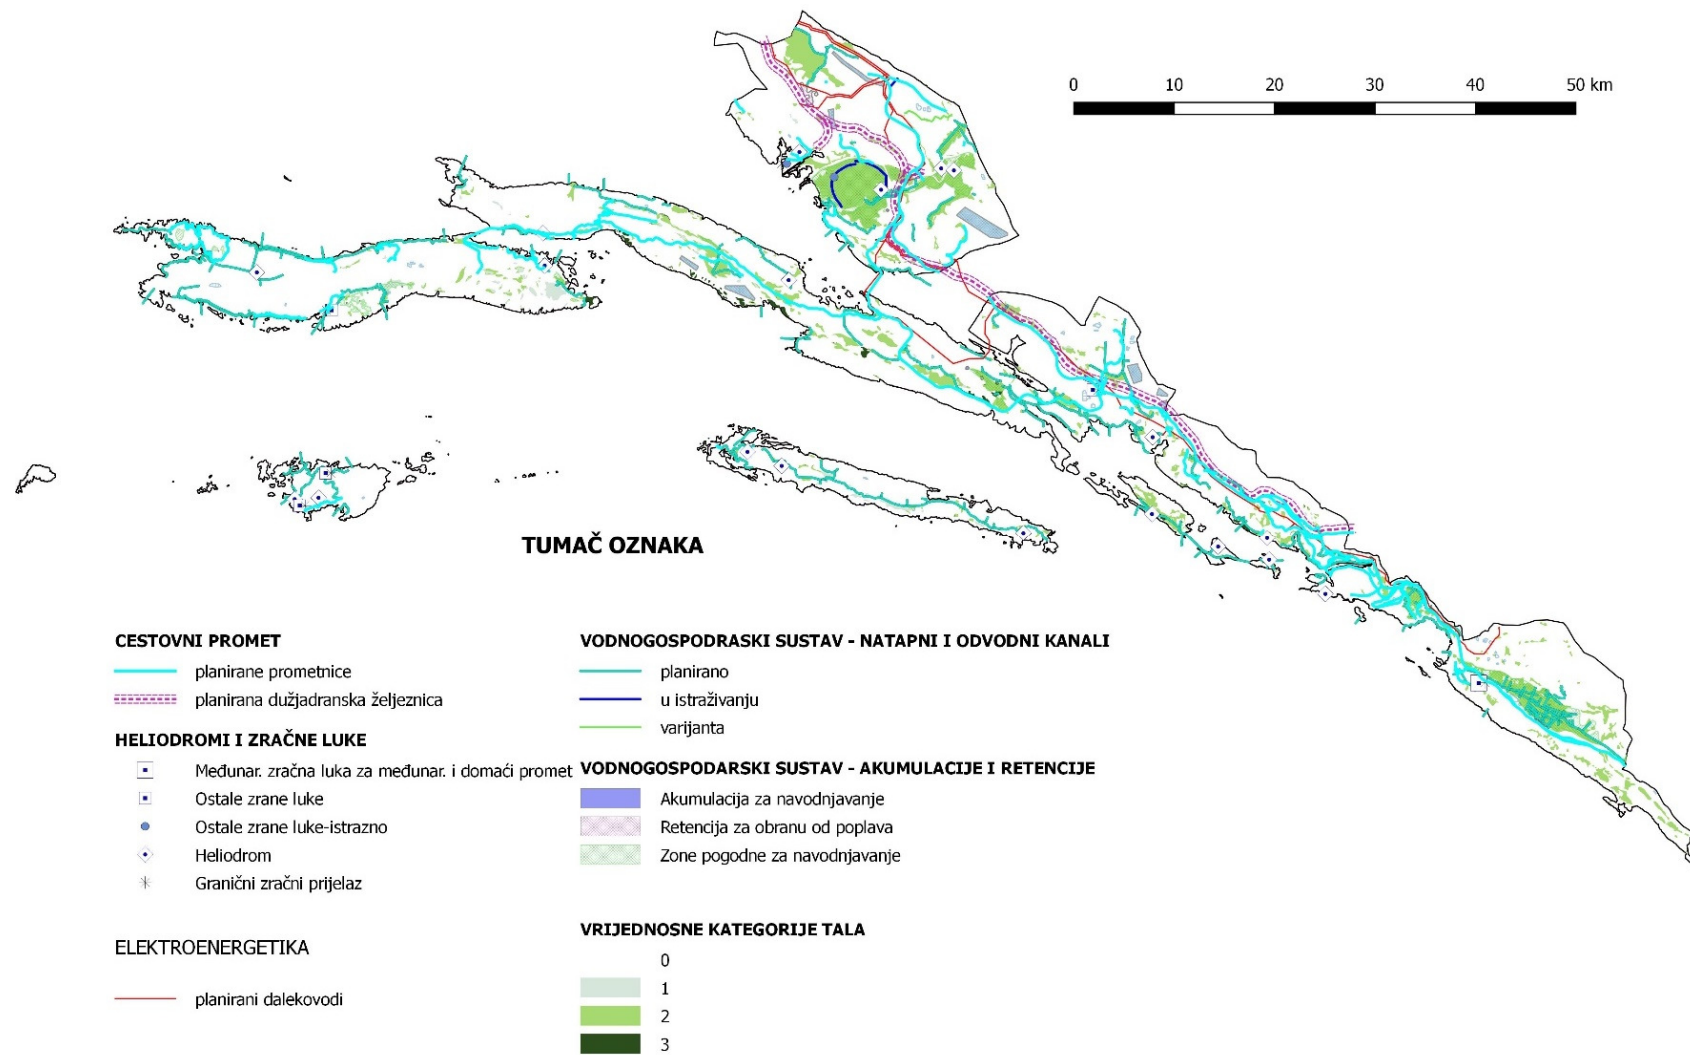 0 10 20 30 40 50 km
TUMAČ OZNAKA
CESTOVNI PROMET
planirane prometnice
planirana dužjadranska željeznica
HELIODROMI I ZRAČNE LUKE
Međunar. zračna luka za međunar. i domaći promet
Ostale zrane luke
Ostale zrane luke-istrazno
Heliodrom
Granični zračni prijelaz
ELEKTROENERGETIKA
planirani dalekovodi
VODNOGOSPODRASKI SUSTAV - NATAPNI I ODVODNI KANALI
planirano
u istraživanju
varijanta
VODNOGOSPODARSKI SUSTAV - AKUMULACIJE I RETENCIJE
Akumulacija za navodnjavanje
Retencija za obranu od poplava
Zone pogodne za navodnjavanje
VRIJEDNOSNE KATEGORIJE TALA
0
1
2
3